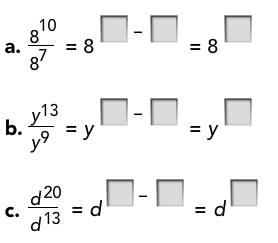 a. 8^10/8^7 = 8^□ − □ = 8^□
b. y^13/y^9 = y^□ − □ = y^□
c. d^20/d^13 = d^□ − □ = d^□